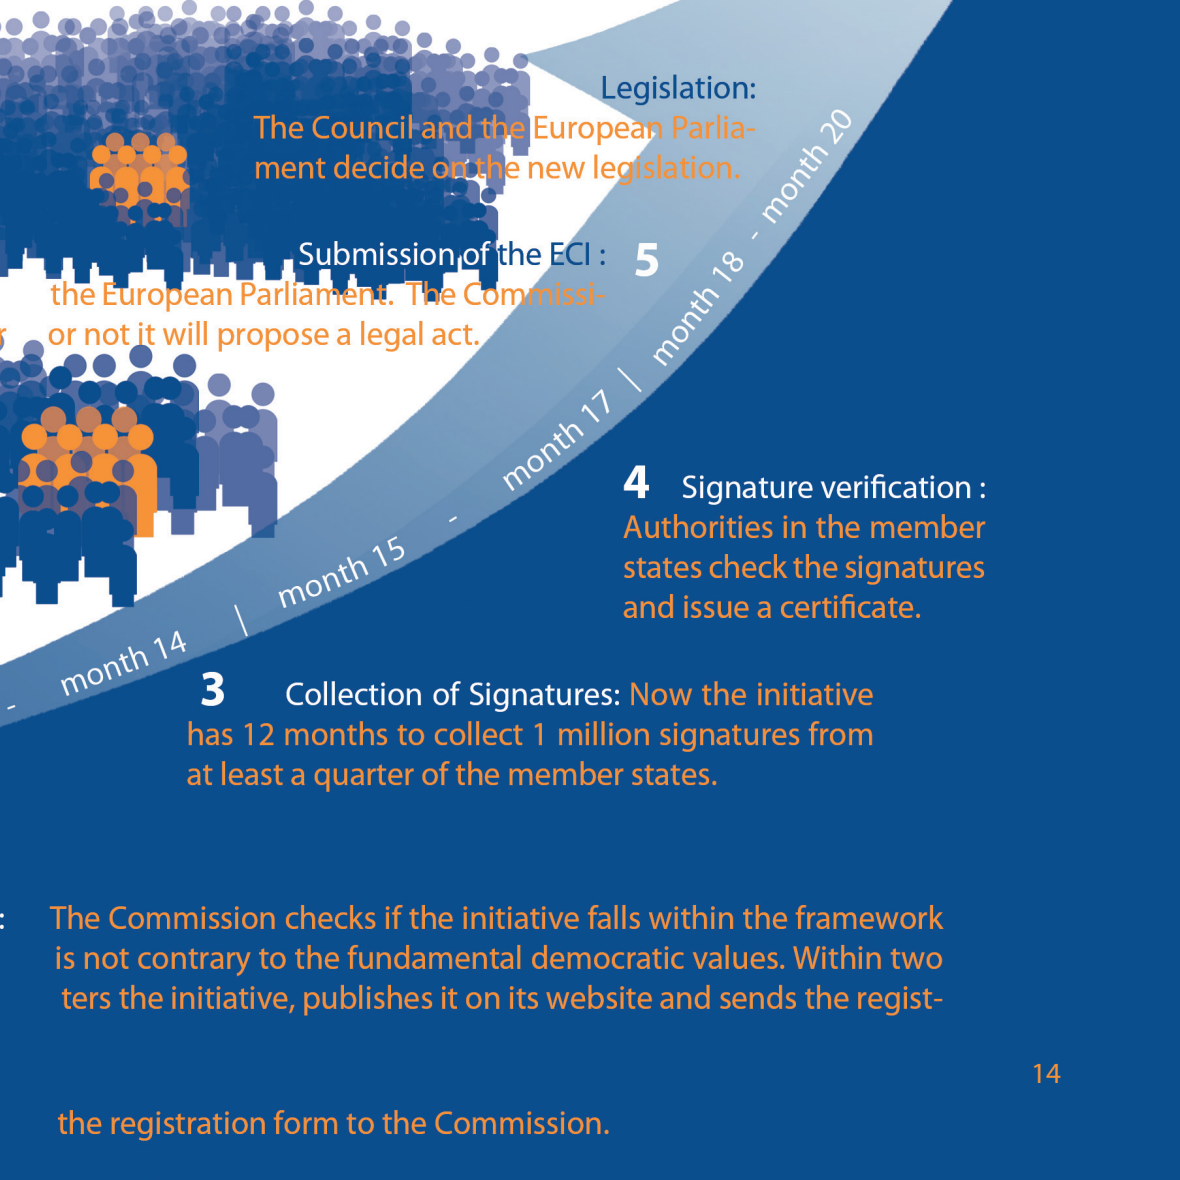 Legislation:
The Council and the European Parlia-
ment decide on the new legislation.
month 18 - month 20
Submission of the ECI : 5
the European Parliament. The Commissi-
r or not it will propose a legal act.
month 15 - month 17 |
4 Signature verification :
Authorities in the member
states check the signatures
and issue a certificate.
- month 14 |
3 Collection of Signatures: Now the initiative
has 12 months to collect 1 million signatures from
at least a quarter of the member states.
: The Commission checks if the initiative falls within the framework
is not contrary to the fundamental democratic values. Within two
ters the initiative, publishes it on its website and sends the regist-
14
the registration form to the Commission.